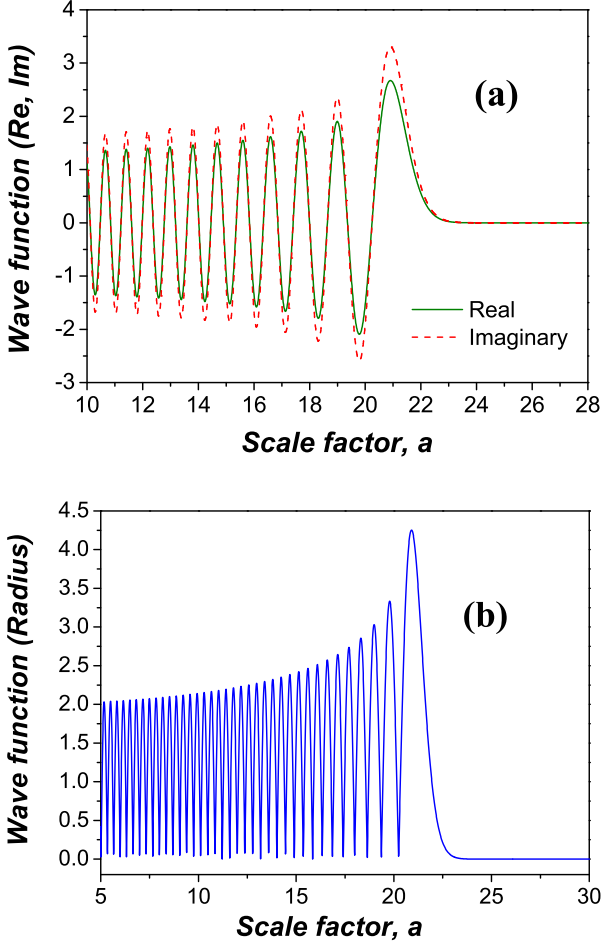 4
3
2
1
0
-1
-2
-3
Wave function (Re, Im)
(a)
Real
Imaginary
10 12 14 16 18 20 22 24 26 28
Scale factor, a
4.5
4.0
3.5
3.0
2.5
2.0
1.5
1.0
0.5
0.0
Wave function (Radius)
(b)
5 10 15 20 25 30
Scale factor, a